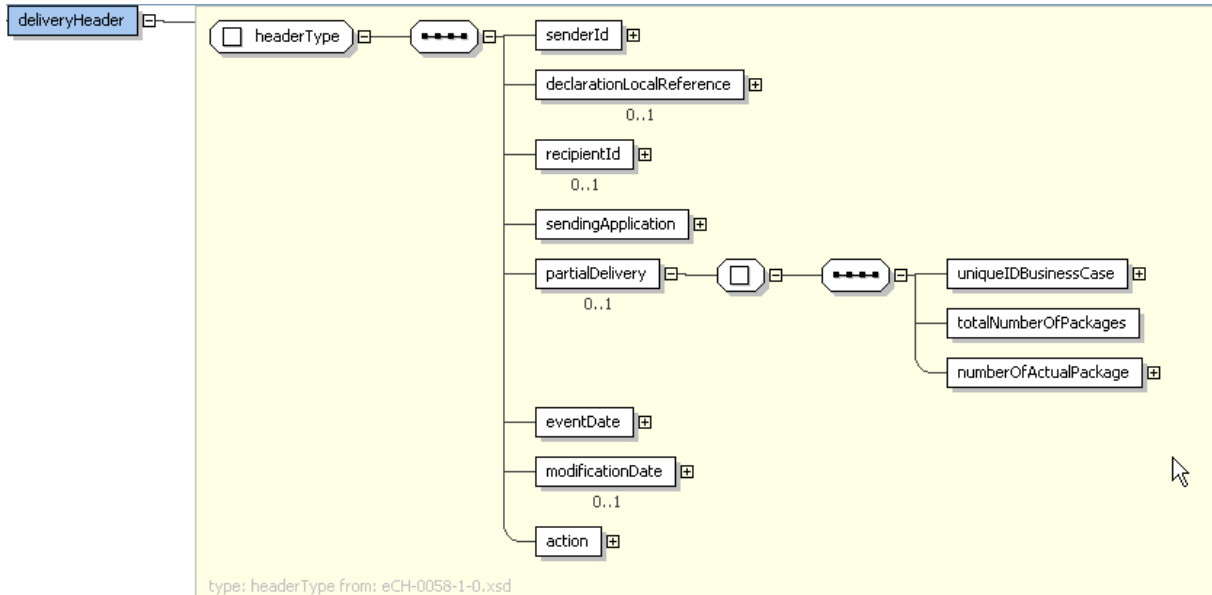 deliveryHeader
headerType
senderId
declarationLocalReference
0..1
recipientId
0..1
sendingApplication
partialDelivery
0..1
uniqueIDBusinessCase
totalNumberOfPackages
numberOfActualPackage
eventDate
modificationDate
0..1
action
type: headerType from: eCH-0058-1-0.xsd